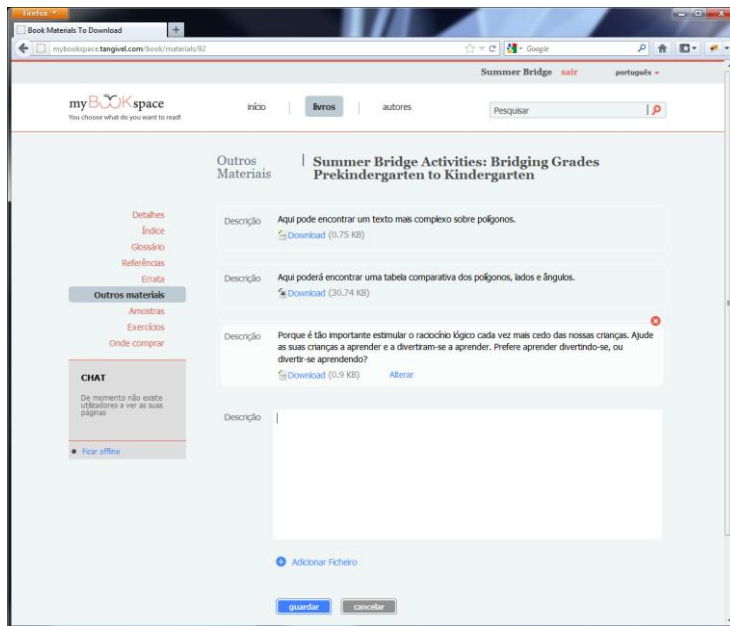 Firefox
Book Materials To Download
mybookspace.tangivel.com/book/materials/92
Google
Summer Bridge sair português
myBOOKspace
You choose what do you want to read!
início | livros | autores
Pesquisar
Outros Materiais | Summer Bridge Activities: Bridging Grades
Prekindergarten to Kindergarten
Detalhes
Índice
Glossário
Referências
Errata
Outros materiais
Amostras
Exercícios
Onde comprar
CHAT
De momento não existe
utilizadores a ver as suas
páginas
Ficar offline
Descrição
Aqui pode encontrar um texto mais complexo sobre polígonos.
Download (0.75 KB)
Descrição
Aqui poderá encontrar uma tabela comparativa dos polígonos, lados e ângulos.
Download (30.74 KB)
Descrição
Porque é tão importante estimular o raciocínio lógico cada vez mais cedo das nossas crianças. Ajude
as suas crianças a aprender e a divertiram-se a aprender. Prefere aprender divertindo-se, ou
divertir-se aprendendo?
Download (0.9 KB) Alterar
Descrição
Adicionar Ficheiro
guardar cancelar